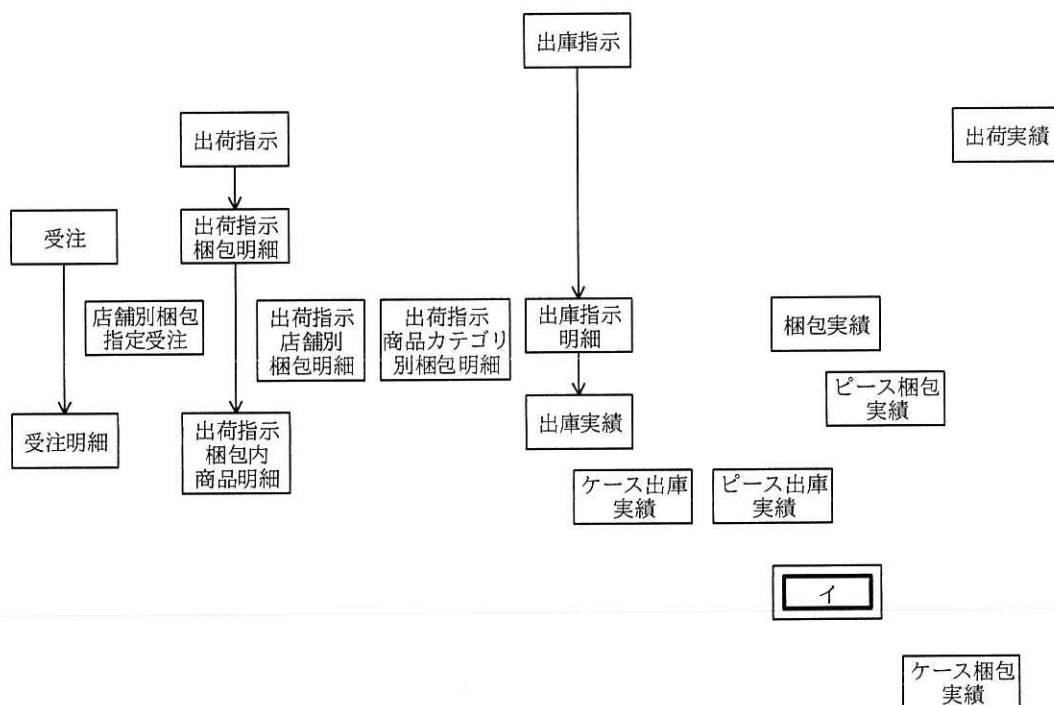 出庫指示
出荷指示
出荷実績
受注
出荷指示
梱包明細
店舗別梱包
指定受注
出荷指示
店舗別
梱包明細
出荷指示
商品カテゴリ
別梱包明細
出庫指示
明細
梱包実績
ピース梱包
実績
受注明細
出荷指示
梱包内
商品明細
出庫実績
ケース出庫
実績
ピース出庫
実績
イ
ケース梱包
実績